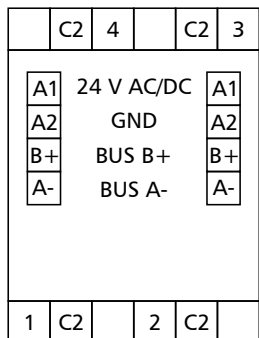 C2 4 C2 3
A1 24 V AC/DC A1
A2 GND A2
B+ BUS B+ B+
A- BUS A- A-
1 C2 2 C2